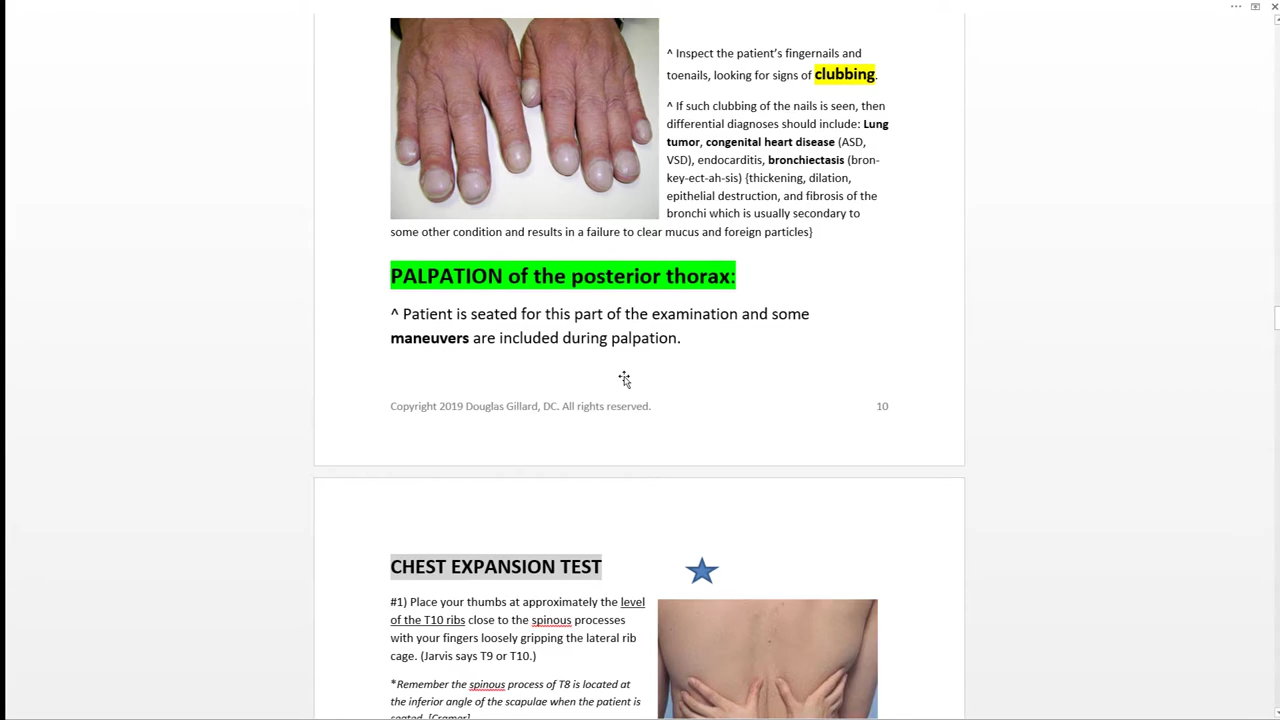 ^ Inspect the patient’s fingernails and
toenails, looking for signs of clubbing.
^ If such clubbing of the nails is seen, then
differential diagnoses should include: Lung
tumor, congenital heart disease (ASD,
VSD), endocarditis, bronchiectasis (bron-
key-ect-ah-sis) {thickening, dilation,
epithelial destruction, and fibrosis of the
bronchi which is usually secondary to
some other condition and results in a failure to clear mucus and foreign particles}
PALPATION of the posterior thorax:
^ Patient is seated for this part of the examination and some
maneuvers are included during palpation.
Copyright 2019 Douglas Gillard, DC. All rights reserved. 10
CHEST EXPANSION TEST
#1) Place your thumbs at approximately the level
of the T10 ribs close to the spinous processes
with your fingers loosely gripping the lateral rib
cage. (Jarvis says T9 or T10.)
*Remember the spinous process of T8 is located at
the inferior angle of the scapulae when the patient is
seated. [Cramer]